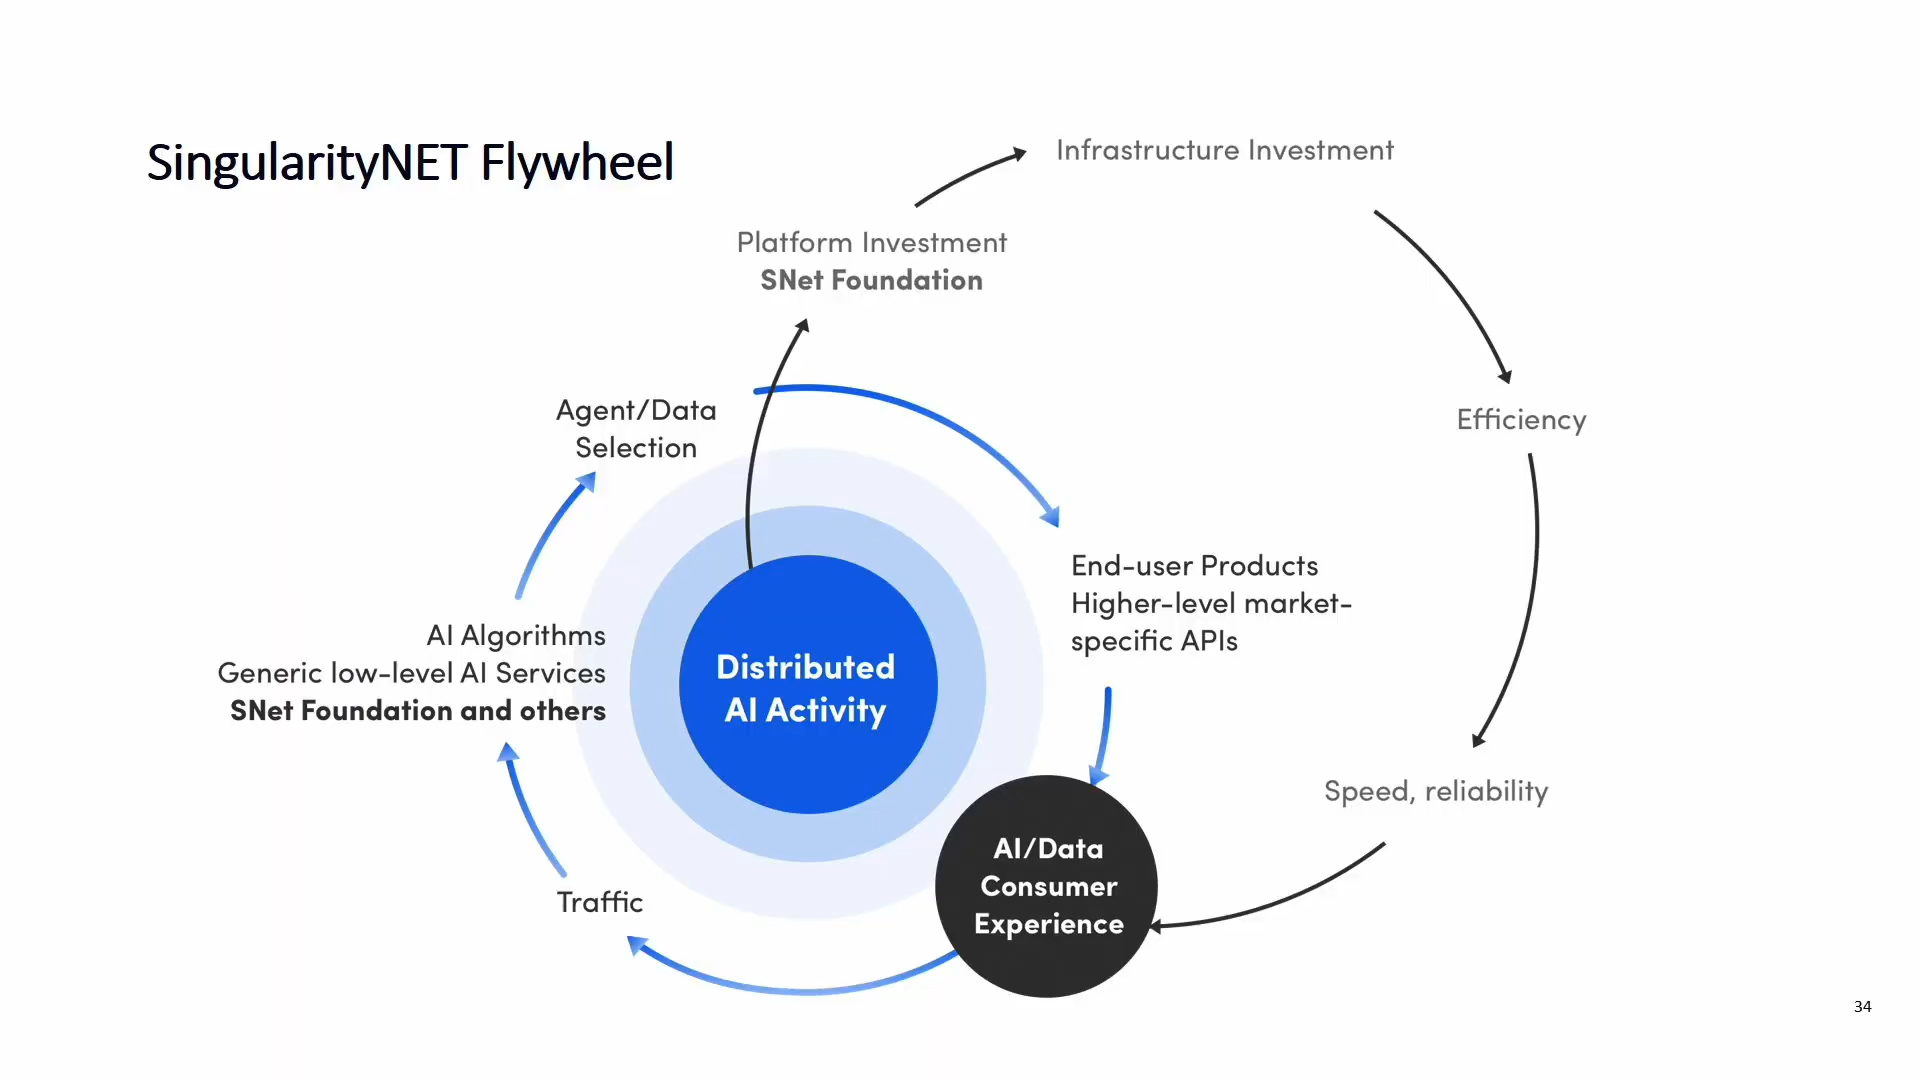 SingularityNET Flywheel
Infrastructure Investment
Platform Investment
SNet Foundation
Agent/Data
Selection
Efficiency
End-user Products
Higher-level market-
specific APIs
AI Algorithms
Generic low-level AI Services
SNet Foundation and others
Distributed
AI Activity
Speed, reliability
AI/Data
Consumer
Experience
Traffic
34